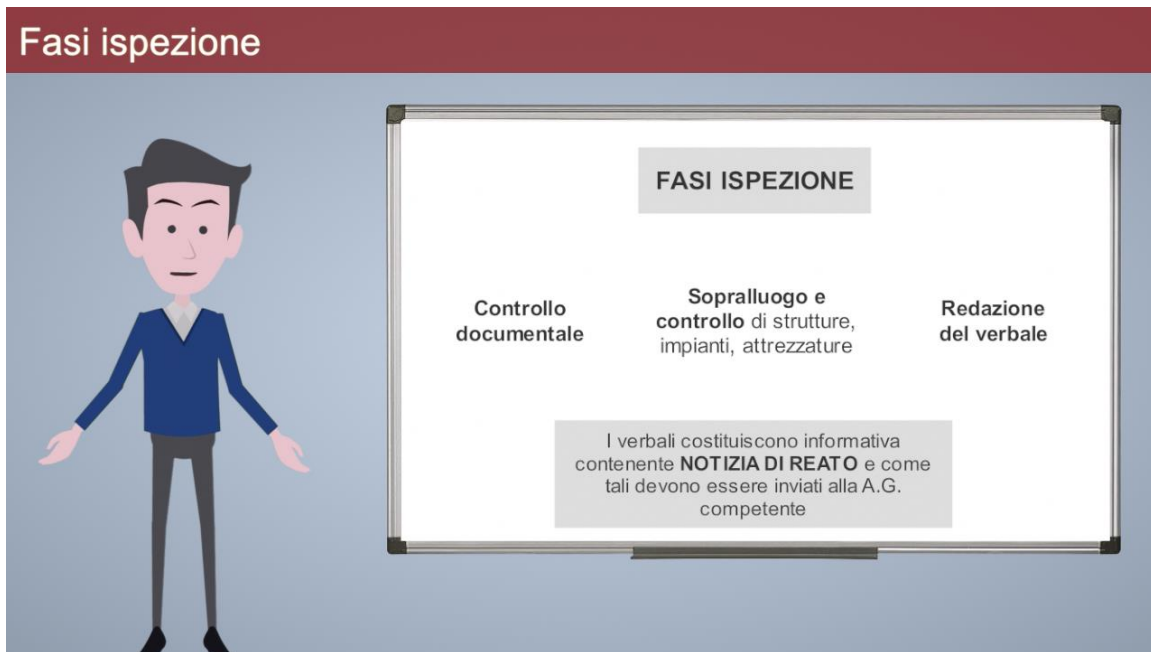 Fasi ispezione
FASI ISPEZIONE
Controllo
documentale
Sopralluogo e
controllo di strutture,
impianti, attrezzature
Redazione
del verbale
I verbali costituiscono informativa
contenente NOTIZIA DI REATO e come
tali devono essere inviati alla A.G.
competente